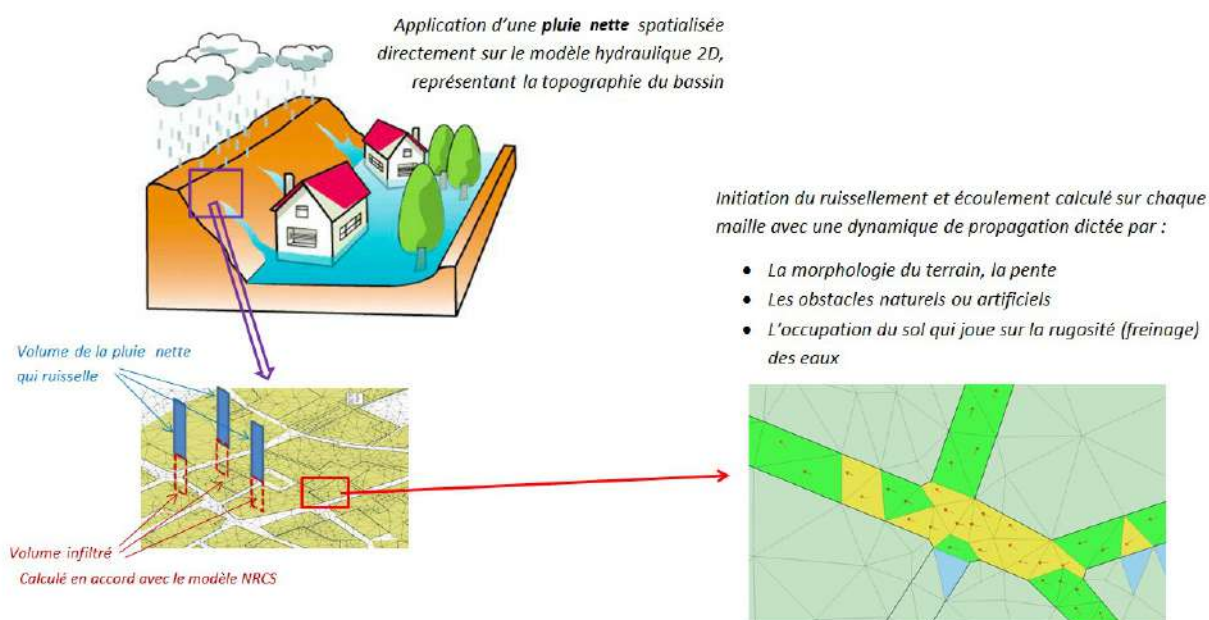 Application d'une pluie nette spatialisée
directement sur le modèle hydraulique 2D,
représentant la topographie du bassin
Initiation du ruissellement et écoulement calculé sur chaque
maille avec une dynamique de propagation dictée par :
• La morphologie du terrain, la pente
• Les obstacles naturels ou artificiels
• L'occupation du sol qui joue sur la rugosité (freinage)
des eaux
Volume de la pluie nette
qui ruisselle
Volume infiltré
Calculé en accord avec le modèle NRCS